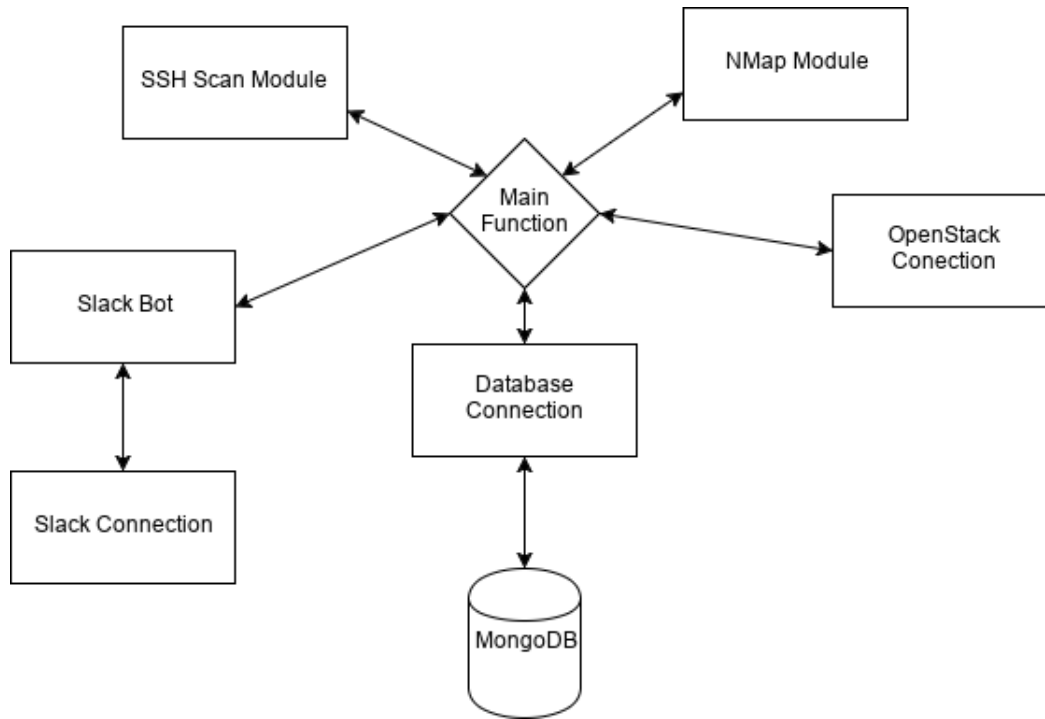 SSH Scan Module
NMap Module
Main
Function
OpenStack
Conection
Slack Bot
Database
Connection
Slack Connection
MongoDB